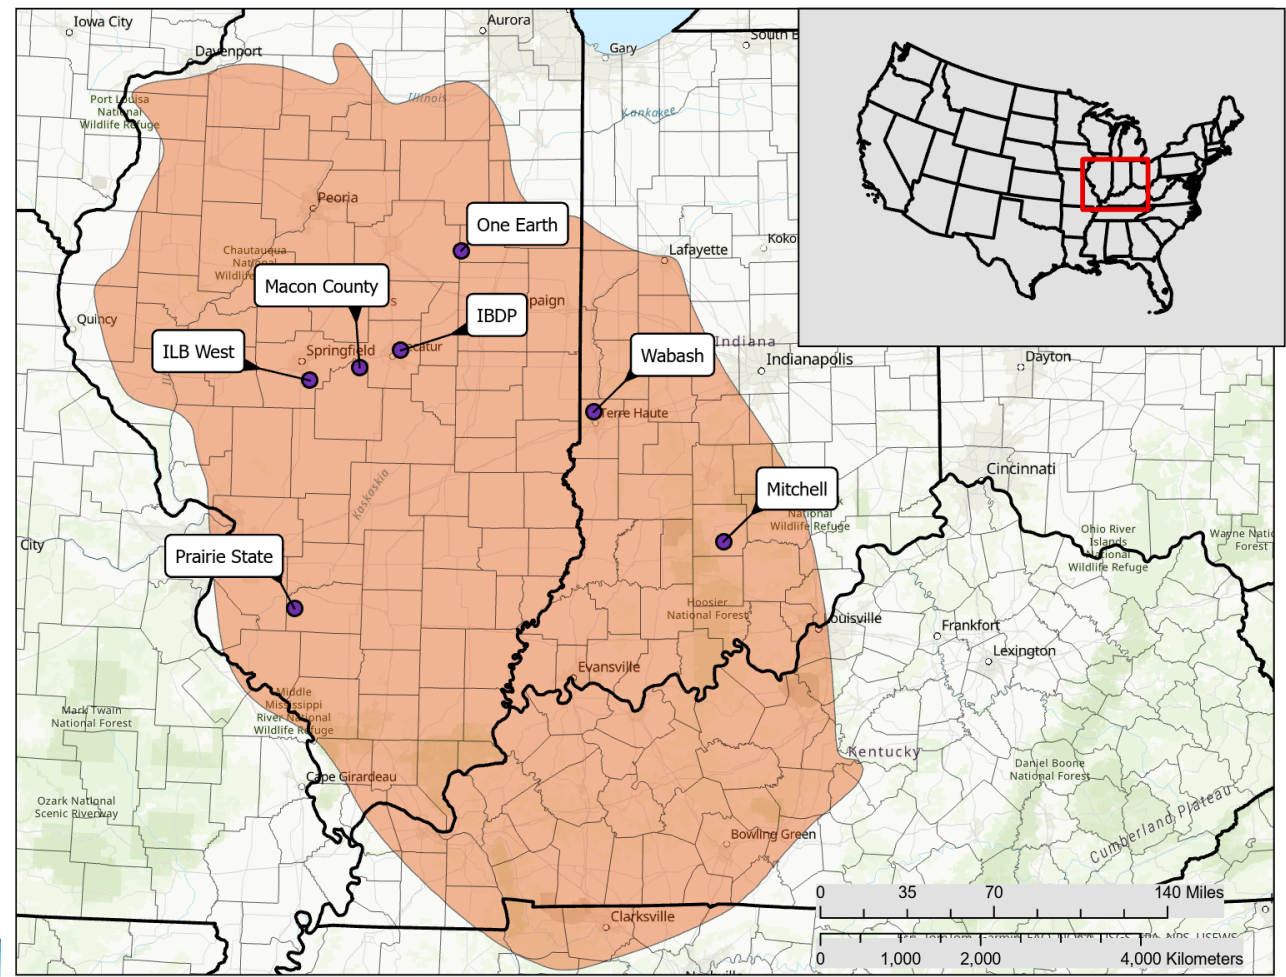 Iowa City
Aurora
Davenport
Gary
South
Port Louisa
National
Wildlife Refuge
Illinois
Kankakee
Peoria
One Earth
Lafayette
Koko
Chautauqua
National
Wildlife
Macon County
s
paign
IBDP
Quincy
ILB West
Springfield
catur
Wabash
Indiana
Indianapolis
Dayton
Terre Haute
Cincinnati
Mitchell
k
National
Wildlife Refuge
Kaskaskia
City
Prairie State
Ohio River
Islands
National
Wildlife Refuge
Wayne Natio
Forest
Hoosier
National Forest
Louisville
Frankfort
Lexington
Evansville
Middle
Mississippi
River National
Wildlife Refuge
Mark Twain
National Forest
Kentucky
Daniel Boone
National Forest
Cape Girardeau
Ozark National
Scenic Riverway
Cumberland Plateau
Bowling Green
0 35 70 140 Miles
Clarksville
0 1,000 2,000 4,000 Kilometers